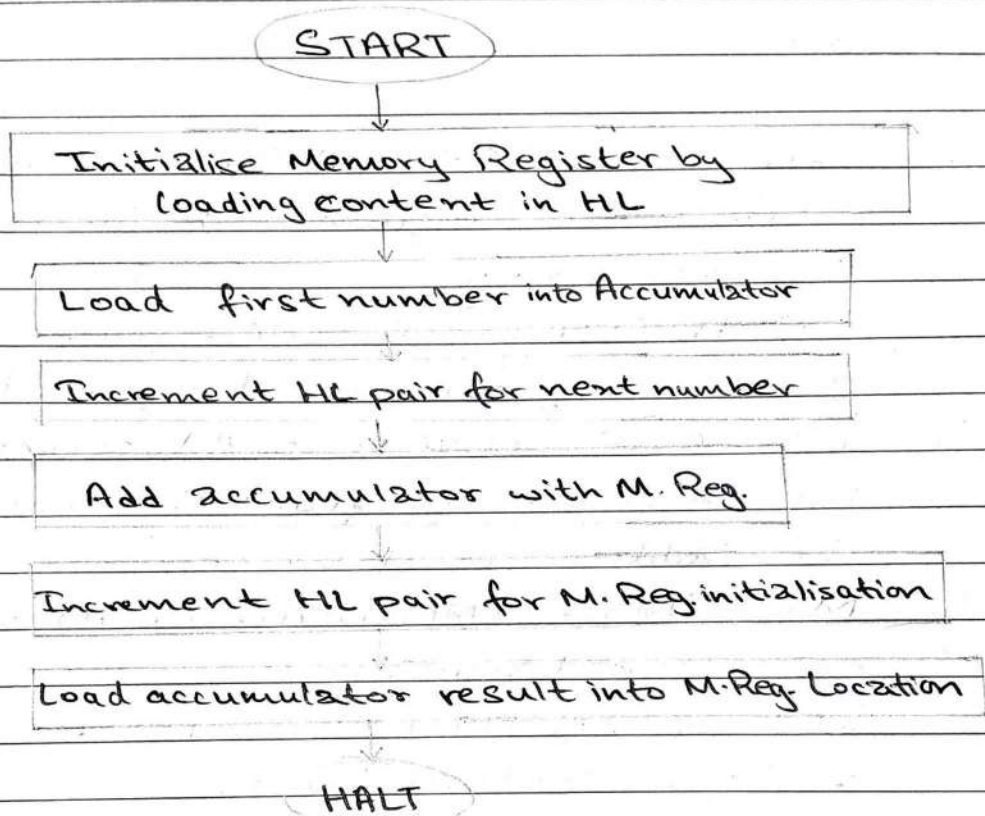 START
Initialise Memory Register by
loading content in HL
Load first number into Accumulator
Increment HL pair for next number
Add accumulator with M. Reg.
Increment HL pair for M. Reg. initialisation
Load accumulator result into M. Reg. Location
HALT